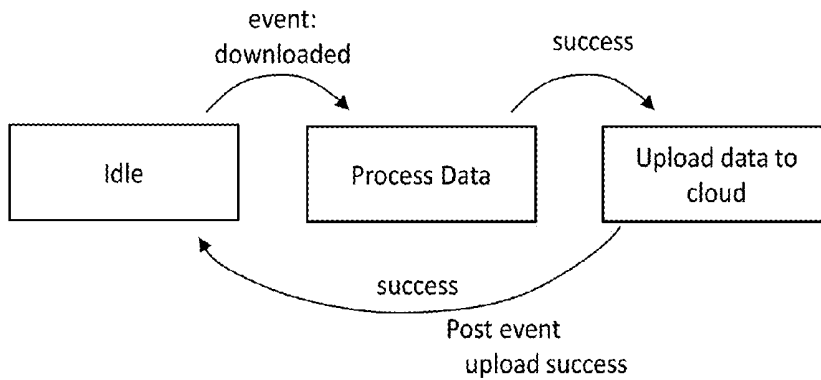 event:
downloaded
success
Idle
Process Data
Upload data to
cloud
success
Post event
upload success